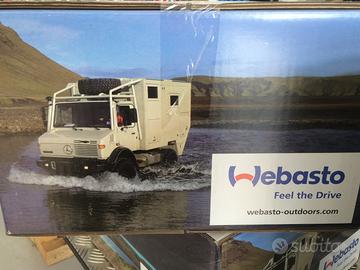 Webasto
Feel the Drive
webasto-outdoors.com
subito